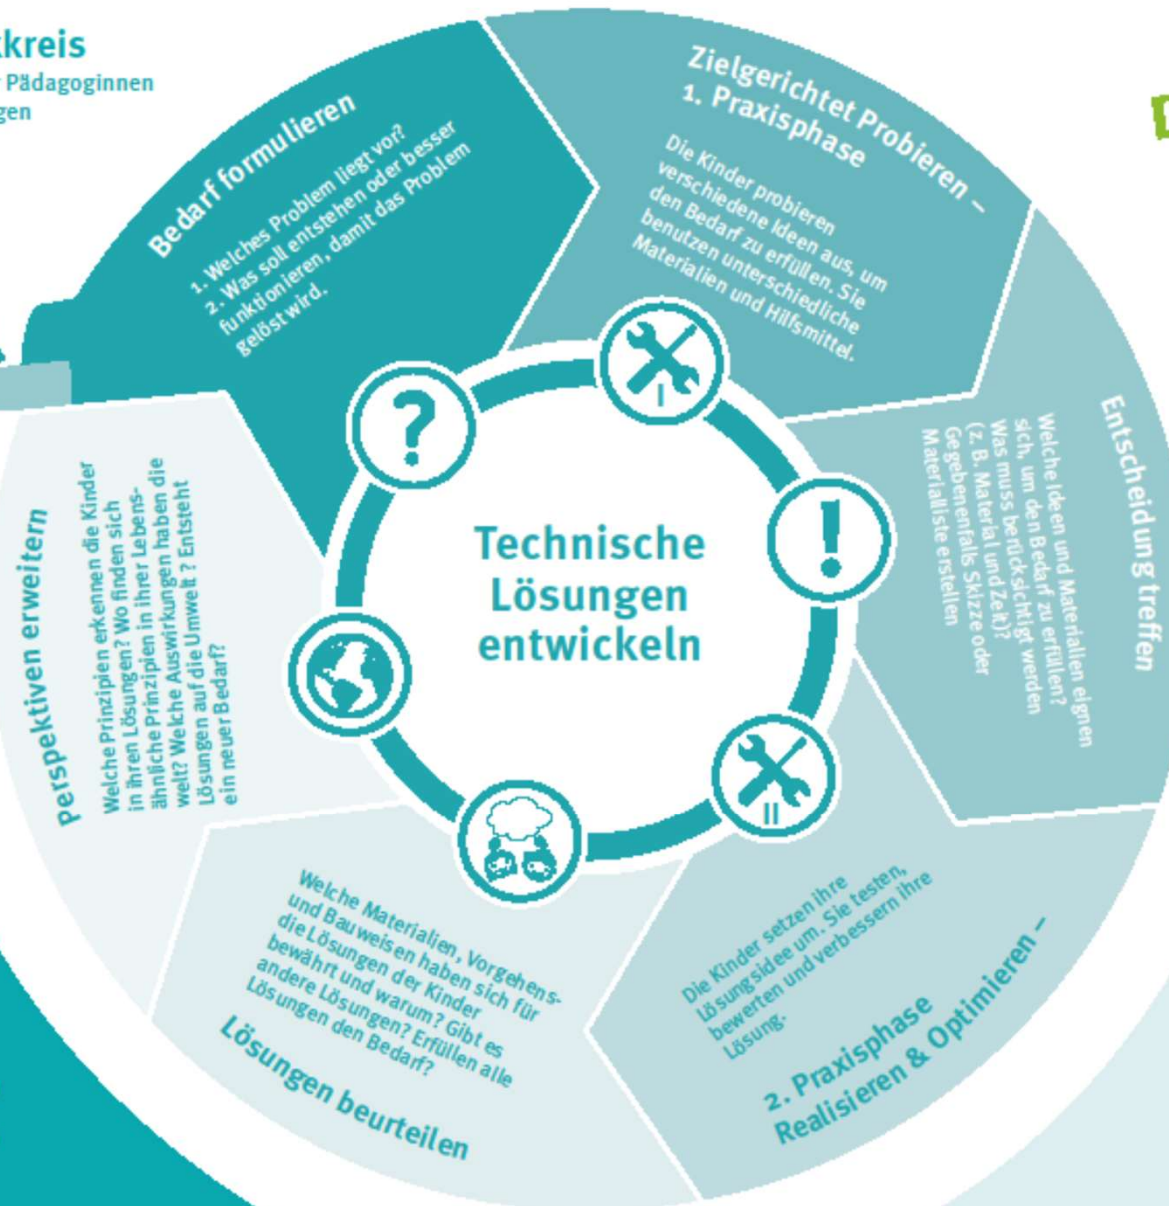 kreis
Pädagoginnen
gen
Bedarf formulieren
1. Welches Problem liegt vor?
2. Was soll entstehen oder besser
funktionieren, damit das Problem
gelöst wird.
Zielgerichtet Probieren –
1. Praxisphase
Die Kinder probieren
verschiedene Ideen aus, um
den Bedarf zu erfüllen. Sie
benutzen unterschiedliche
Materialien und Hilfsmittel.
I
Entscheidung treffen
Welche Ideen und Materialien eignen
sich, um den Bedarf zu erfüllen?
Was muss berücksichtigt werden
(z. B. Material und Zeit)?
Gegebenenfalls Skizze oder
Materialliste erstellen
!
?
Technische
Lösungen
entwickeln
II
Die Kinder setzen ihre
Lösungsidee um. Sie testen,
bewerten und verbessern ihre
Lösung.
2. Praxisphase
Realisieren & Optimieren –
Welche Materialien, Vorgehens-
und Bauweisen haben sich für
die Lösungen der Kinder
bewährt und warum? Gibt es
andere Lösungen? Erfüllen alle
Lösungen den Bedarf?
Lösungen beurteilen
Perspektiven erweitern
Welche Prinzipien erkennen die Kinder
in ihren Lösungen? Wo finden sich
ähnliche Prinzipien in ihrer Lebens-
welt? Welche Auswirkungen haben die
Lösungen auf die Umwelt ? Entsteht
ein neuer Bedarf?